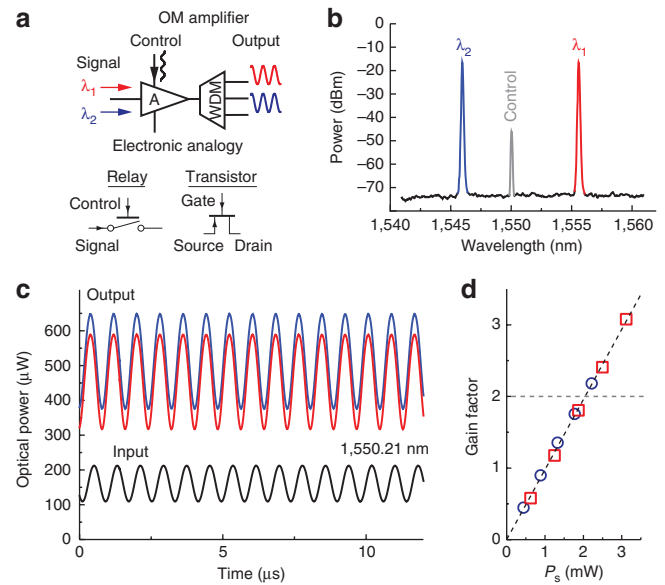 a
OM amplifier
Control
Output
Signal
λ1
λ2
A
WDM
Electronic analogy
Relay
Transistor
Control
Gate
Signal
Source
Drain
b
λ2
λ1
Control
0
−10
−20
−30
−40
−50
−60
−70
Power (dBm)
1,540
1,545
1,550
1,555
1,560
Wavelength (nm)
c
Output
Input
1,550.21 nm
600
500
400
300
200
100
0
Optical power (µW)
0
5
10
Time (µs)
d
3
2
1
0
Gain factor
0
1
2
3
Ps (mW)